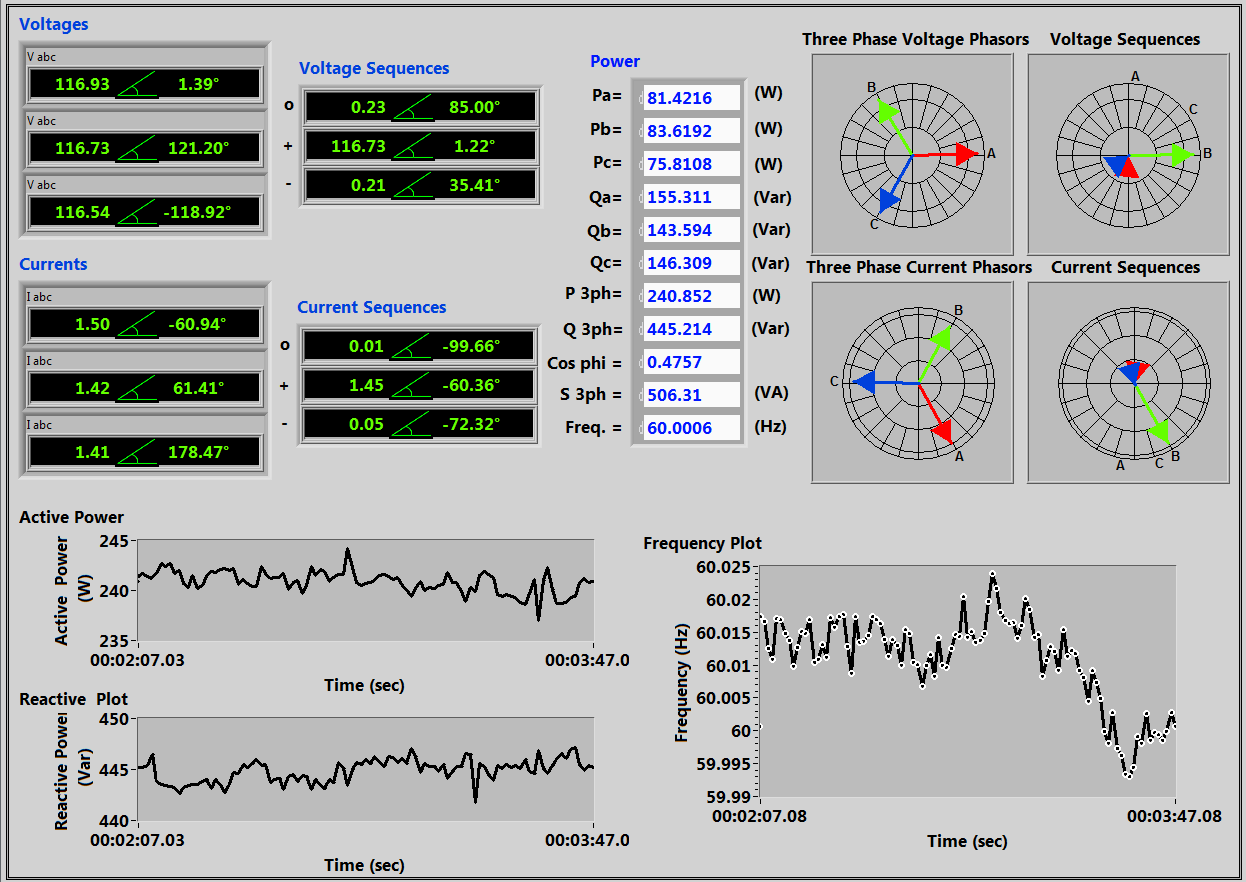 Voltages
V abc
116.93 1.39°
V abc
116.73 121.20°
V abc
116.54 -118.92°
Voltage Sequences
o 0.23 85.00°
+ 116.73 1.22°
- 0.21 35.41°
Currents
I abc
1.50 -60.94°
I abc
1.42 61.41°
I abc
1.41 178.47°
Current Sequences
o 0.01 -99.66°
+ 1.45 -60.36°
- 0.05 -72.32°
Power
Pa= 81.4216 (W)
Pb= 83.6192 (W)
Pc= 75.8108 (W)
Qa= 155.311 (Var)
Qb= 143.594 (Var)
Qc= 146.309 (Var)
P 3ph= 240.852 (W)
Q 3ph= 445.214 (Var)
Cos phi = 0.4757
S 3ph = 506.31 (VA)
Freq. = 60.0006 (Hz)
Three Phase Voltage Phasors
B
A
C
Voltage Sequences
A
C
B
Three Phase Current Phasors
B
C
A
Current Sequences
A C B
Active Power
Active Power
(W)
245
240
235
00:02:07.03 00:03:47.0
Time (sec)
Reactive Plot
Reactive Power
(Var)
450
445
440
00:02:07.03 00:03:47.0
Time (sec)
Frequency Plot
Frequency (Hz)
60.025
60.02
60.015
60.01
60.005
60
59.995
59.99
00:02:07.08 00:03:47.08
Time (sec)